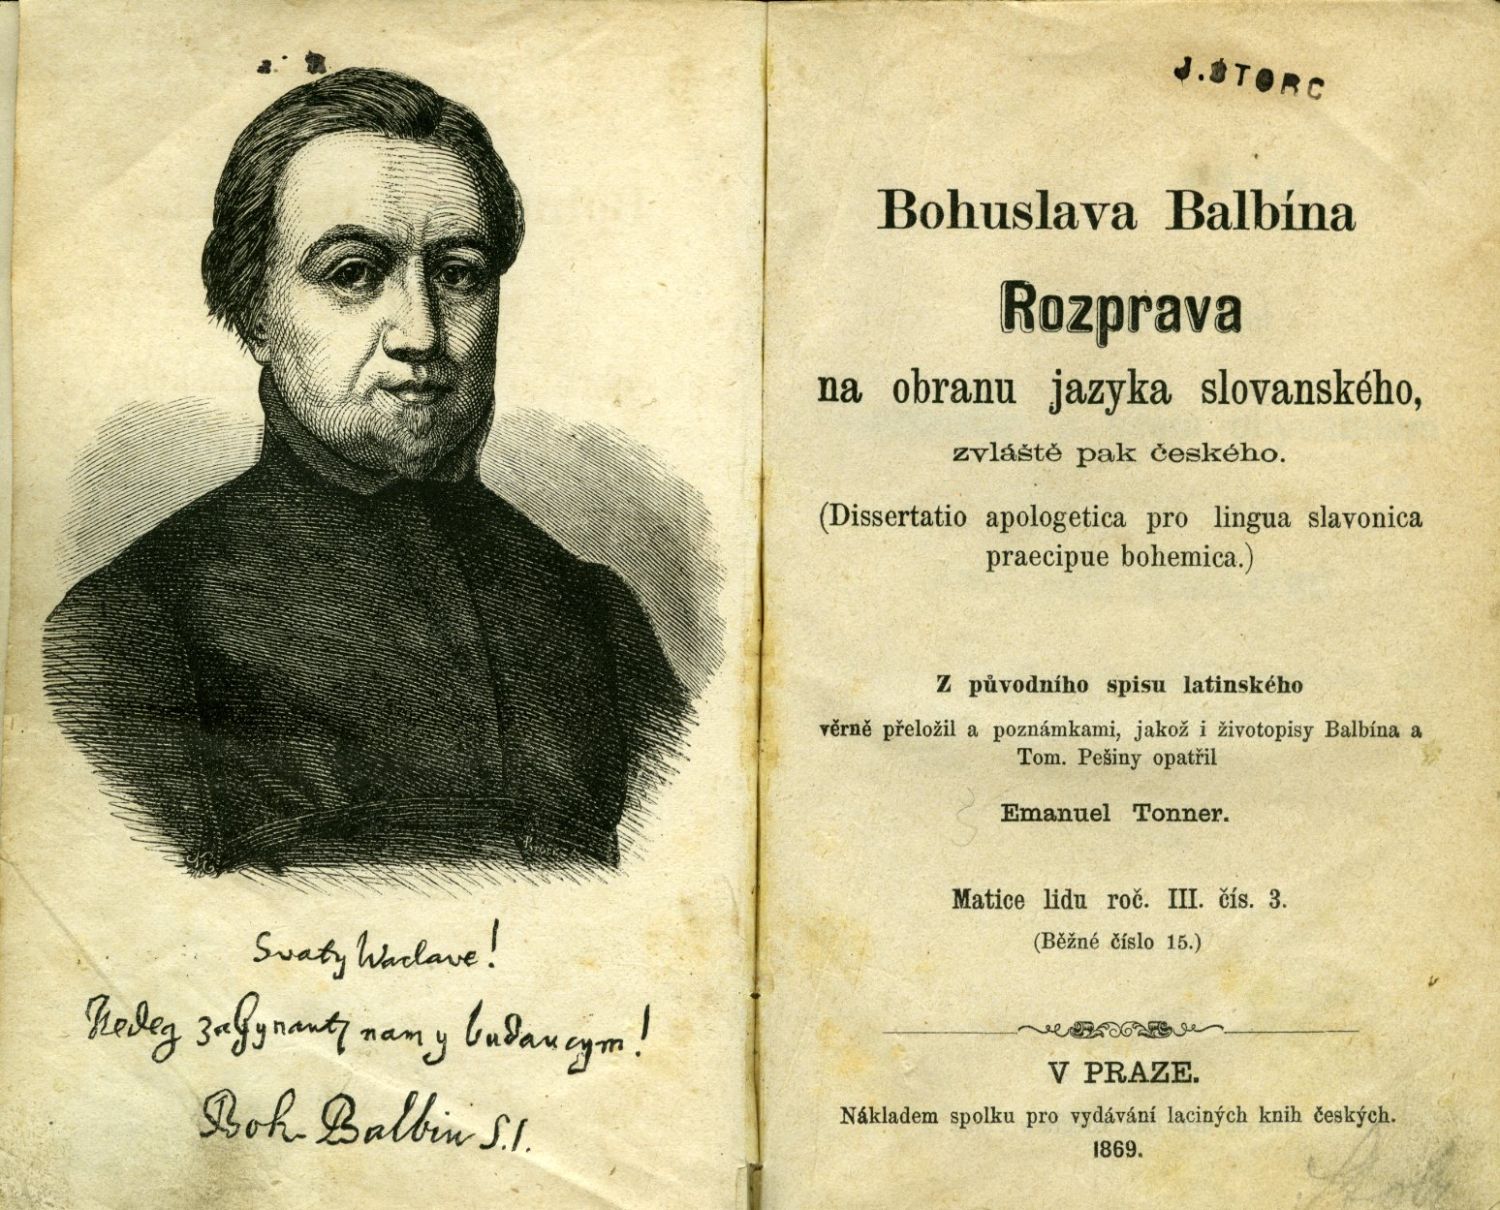 Svaty Waclave!
Nedeg zahynauti nam y budaucym!
Boh. Balbin S.I.
J. ŠTORC
Bohuslava Balbína
Rozprava
na obranu jazyka slovanského,
zvláště pak českého.
(Dissertatio apologetica pro lingua slavonica
praecipue bohemica.)
Z původního spisu latinského
věrně přeložil a poznámkami, jakož i životopisy Balbína a
Tom. Pešiny opatřil
Emanuel Tonner.
Matice lidu roč. III. čís. 3.
(Běžné číslo 15.)
V PRAZE.
Nákladem spolku pro vydávání laciných knih českých.
1869.